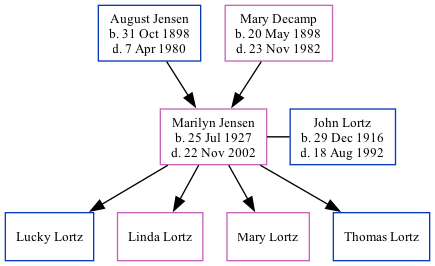 August Jensen
b. 31 Oct 1898
d. 7 Apr 1980
Mary Decamp
b. 20 May 1898
d. 23 Nov 1982
Marilyn Jensen
b. 25 Jul 1927
d. 22 Nov 2002
John Lortz
b. 29 Dec 1916
d. 18 Aug 1992
Lucky Lortz
Linda Lortz
Mary Lortz
Thomas Lortz